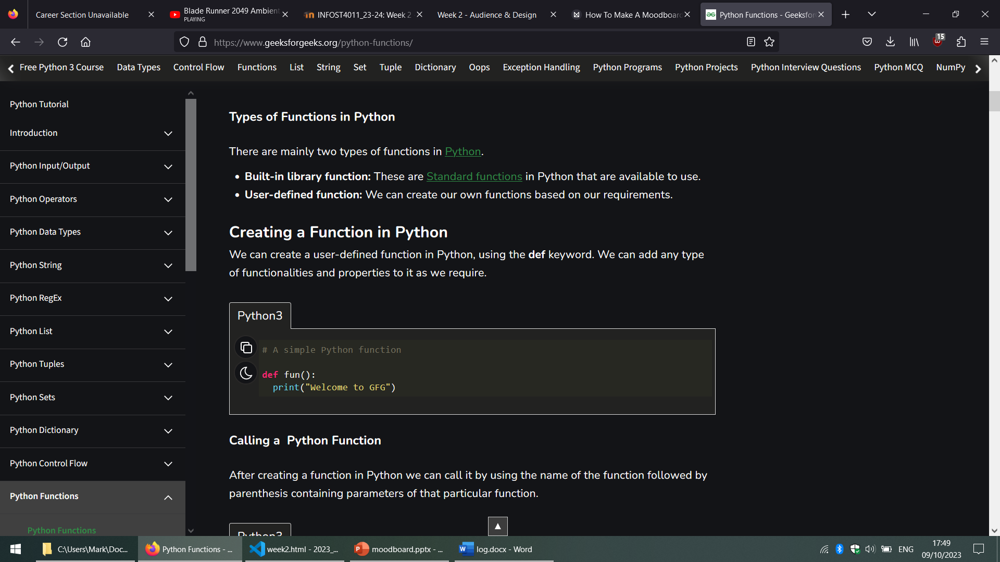 Career Section Unavailable
Blade Runner 2049 Ambient
PLAYING
INFOST4011_23-24: Week 2
Week 2 - Audience & Design
How To Make A Moodboard
Python Functions - Geeksfor
https://www.geeksforgeeks.org/python-functions/
15
Free Python 3 Course Data Types Control Flow Functions List String Set Tuple Dictionary Oops Exception Handling Python Programs Python Projects Python Interview Questions Python MCQ NumPy
Python Tutorial
Introduction
Python Input/Output
Python Operators
Python Data Types
Python String
Python RegEx
Python List
Python Tuples
Python Sets
Python Dictionary
Python Control Flow
Python Functions
Python Functions
Types of Functions in Python
There are mainly two types of functions in Python.
• Built-in library function: These are Standard functions in Python that are available to use.
• User-defined function: We can create our own functions based on our requirements.
Creating a Function in Python
We can create a user-defined function in Python, using the def keyword. We can add any type
of functionalities and properties to it as we require.
Python3
# A simple Python function
def fun():
print("Welcome to GFG")
Calling a  Python Function
After creating a function in Python we can call it by using the name of the function followed by
parenthesis containing parameters of that particular function.
Python3
▲
C:\Users\Mark\Doc...
Python Functions - ...
week2.html - 2023_...
moodboard.pptx - ...
log.docx - Word
ENG
17:49
09/10/2023